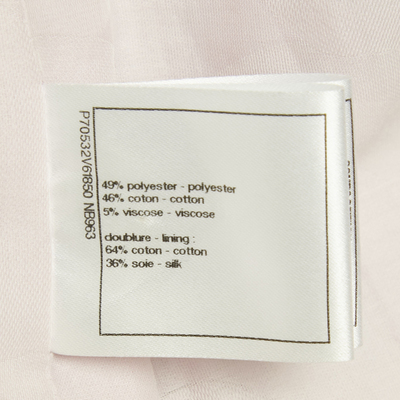 P70532V61850 NB963
49% polyester - polyester
46% coton - cotton
5% viscose - viscose
doublure - lining :
64% coton - cotton
36% soie - silk